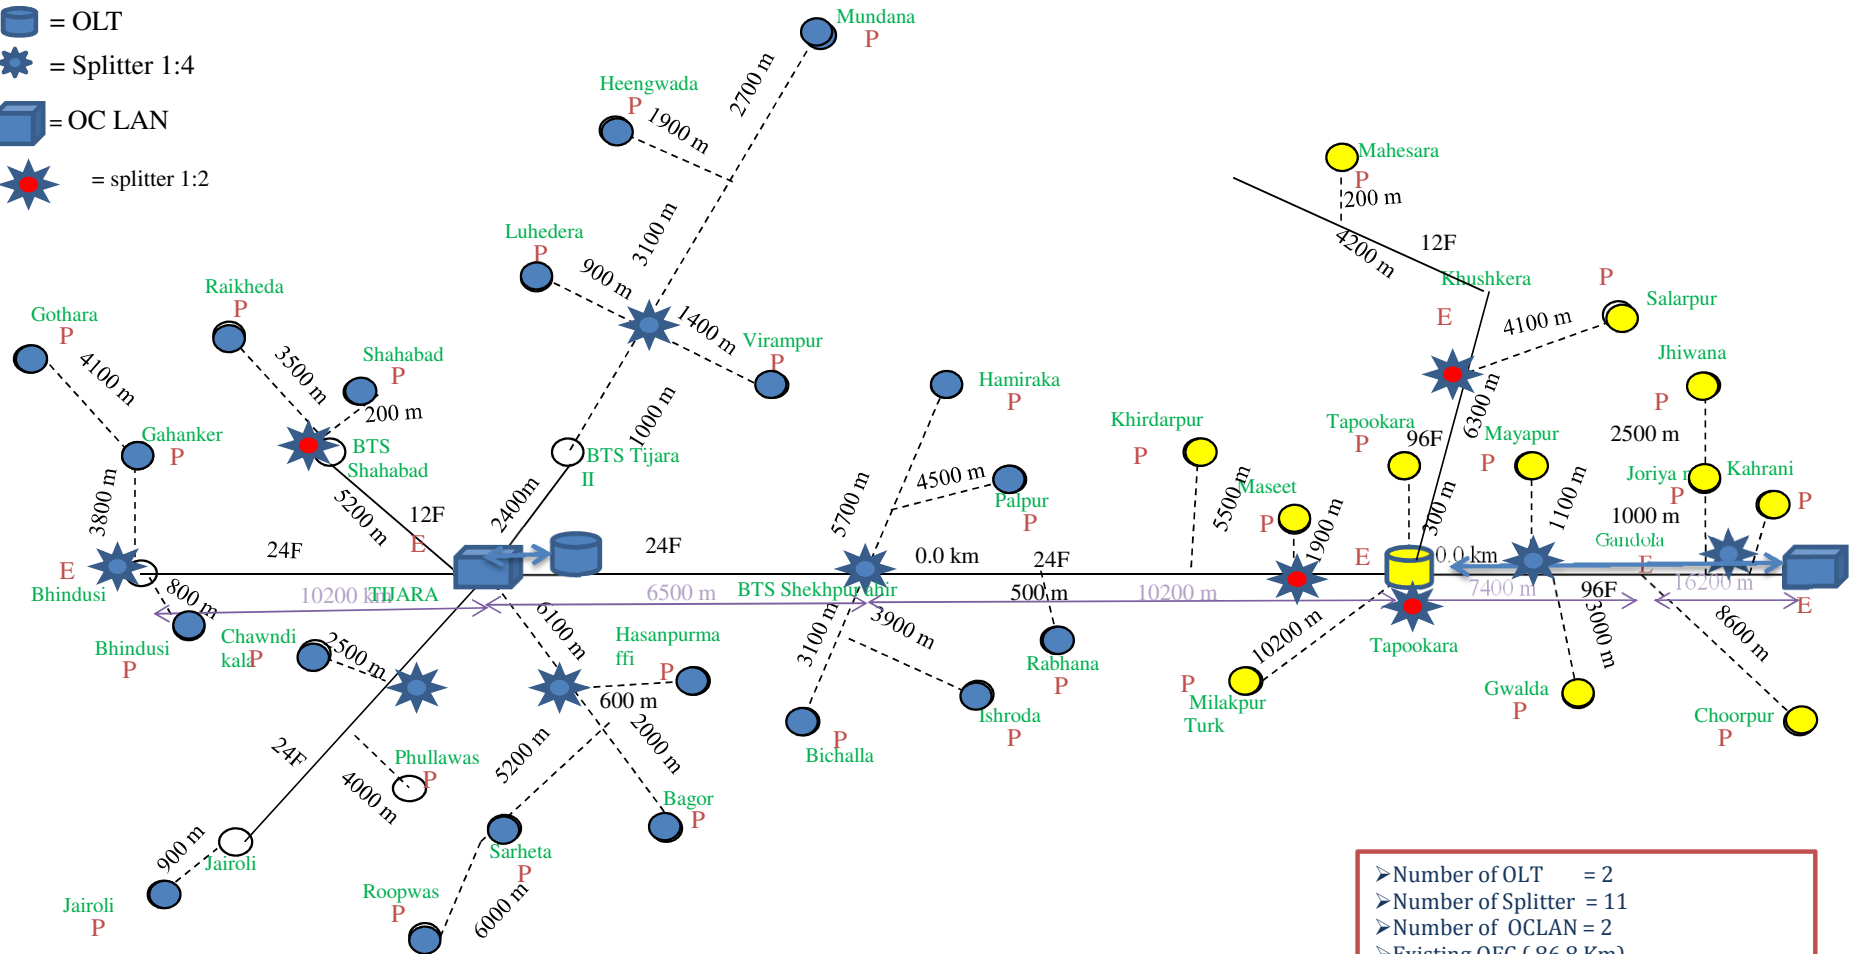 = OLT
= Splitter 1:4
= OC LAN
= splitter 1:2
Mundana
P
2700 m
Heengwada
P
1900 m
3100 m
Luhedera
P
900 m
1400 m
Virampur
P
1000 m
BTS Tijara
II
2400m
Raikheda
P
3500 m
Shahabad
P
200 m
BTS
Shahabad
5200 m
12F
E
Gothara
P
4100 m
Gahanker
P
3800 m
E
Bhindusi
24F
800 m
10200 km
TIJARA
Bhindusi
P
Chawndi
kala
P
2500 m
24F
Phullawas
P
4000 m
900 m
Jairoli
Jairoli
P
6100 m
Hasanpurma
ffi
P
600 m
2000 m
5200 m
Bagor
P
Sarheta
P
Roopwas
P
6000 m
24F
6500 m
BTS Shekhpur ahir
Hamiraka
P
5700 m
4500 m
Palpur
P
0.0 km
24F
500 m
10200 m
3100 m
3900 m
Bichalla
P
Ishroda
P
Rabhana
P
Khirdarpur
P
5500 m
Maseet
P
1900 m
10200 m
P
Milakpur
Turk
Mahesara
P
200 m
4200 m
12F
Khushkera
E
P
Salarpur
4100 m
6300 m
Tapookara
P
96F
300 m
E
0.0 km
Tapookara
Mayapur
P
1100 m
7400 m
96F
3000 m
Gwalda
P
Jhiwana
P
2500 m
Joriya
P
1000 m
Kahrani
P
Gandola
E
16200 m
E
8600 m
Choorpur
P
➢Number of OLT = 2
➢Number of Splitter = 11
➢Number of OCLAN = 2
➢Existing OFC ( 86.8 Km)